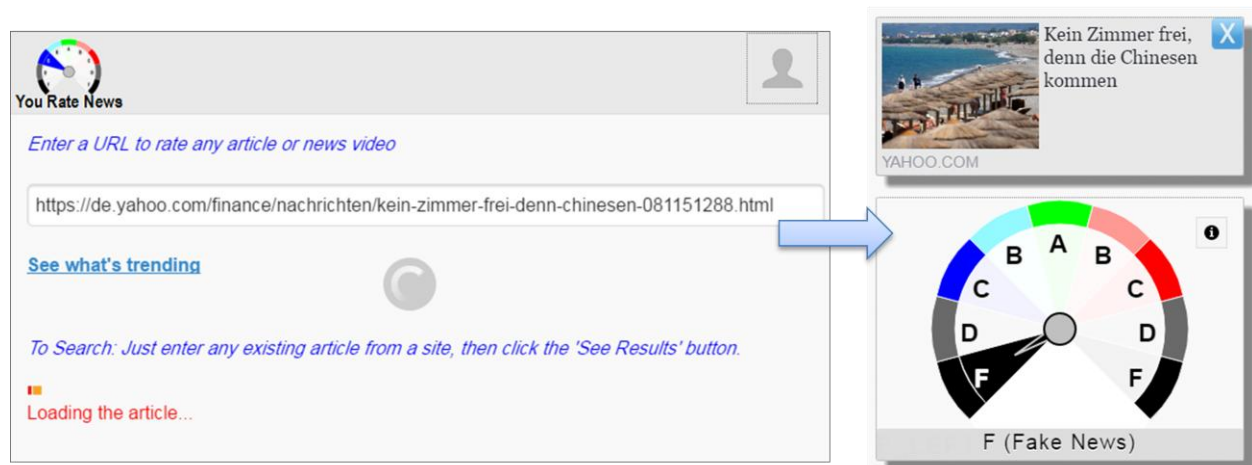 You Rate News
Enter a URL to rate any article or news video
https://de.yahoo.com/finance/nachrichten/kein-zimmer-frei-denn-chinesen-081151288.html
See what's trending
To Search: Just enter any existing article from a site, then click the 'See Results' button.
Loading the article...
Kein Zimmer frei,
denn die Chinesen
kommen
X
YAHOO.COM
A
B
B
C
C
D
D
F
F
F (Fake News)